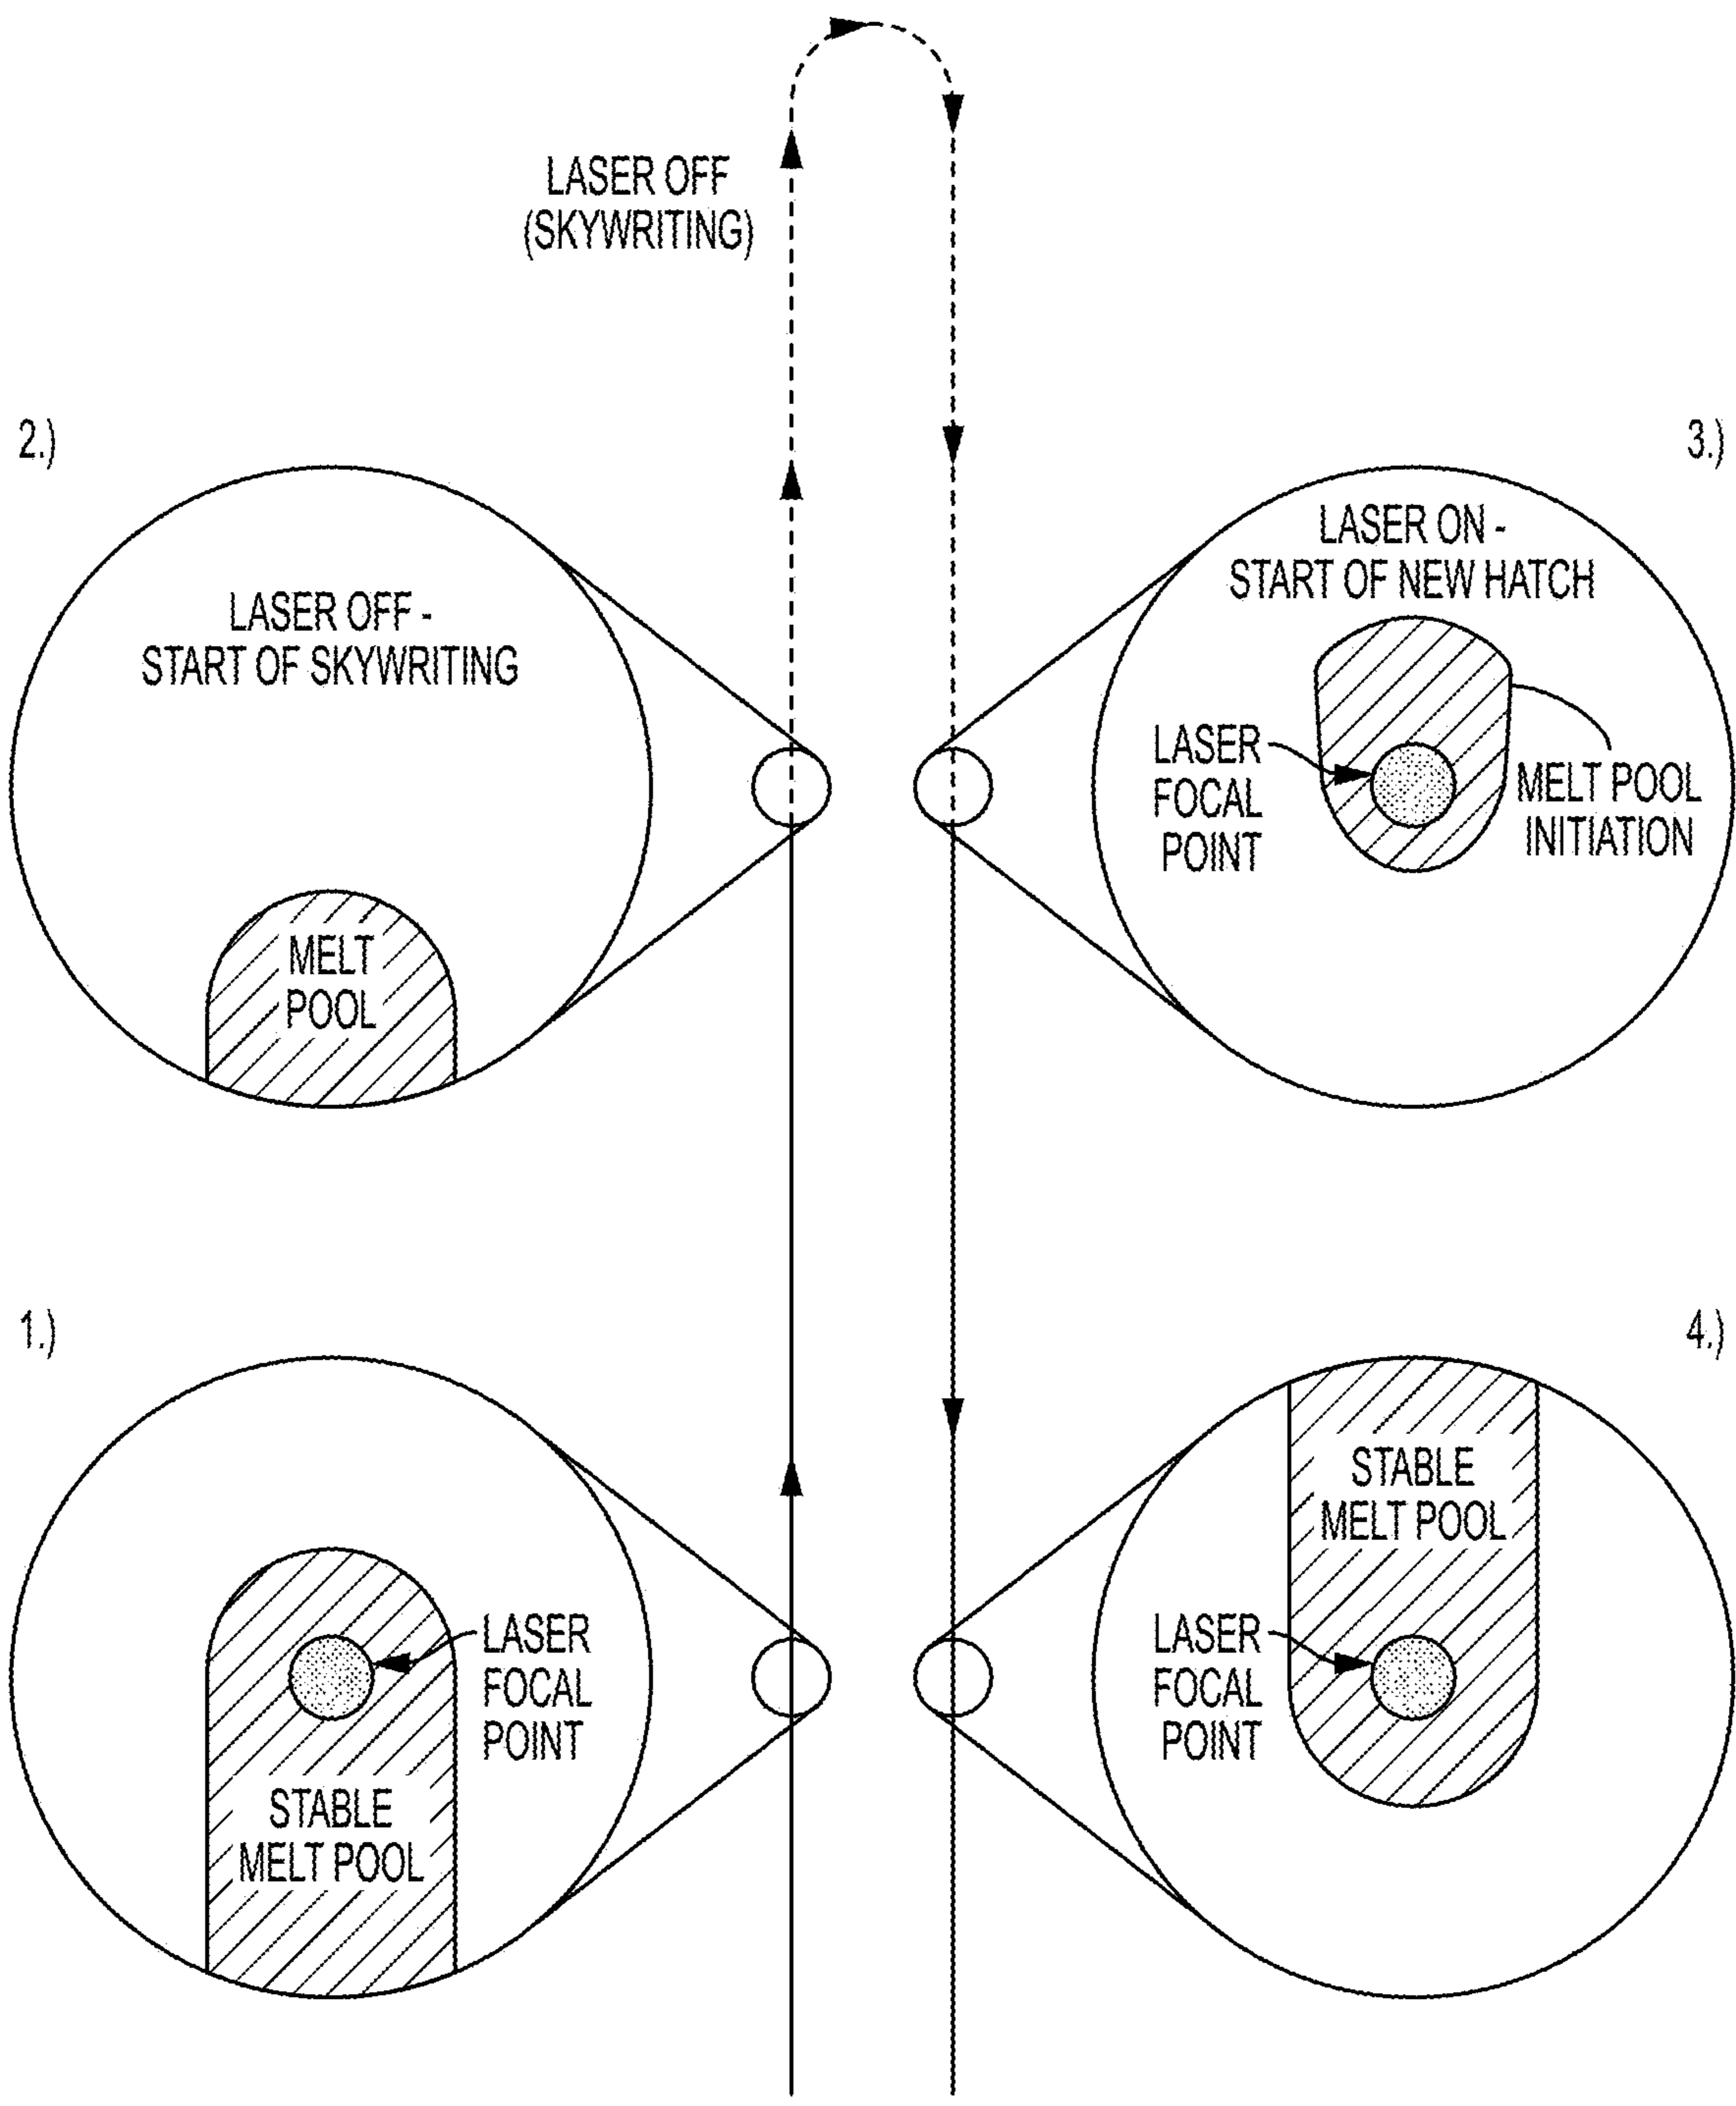 LASER OFF
(SKYWRITING)
2.)
LASER OFF -
START OF SKYWRITING
MELT
POOL
3.)
LASER ON -
START OF NEW HATCH
LASER
FOCAL
POINT
MELT POOL
INITIATION
1.)
LASER
FOCAL
POINT
STABLE
MELT POOL
4.)
STABLE
MELT POOL
LASER
FOCAL
POINT